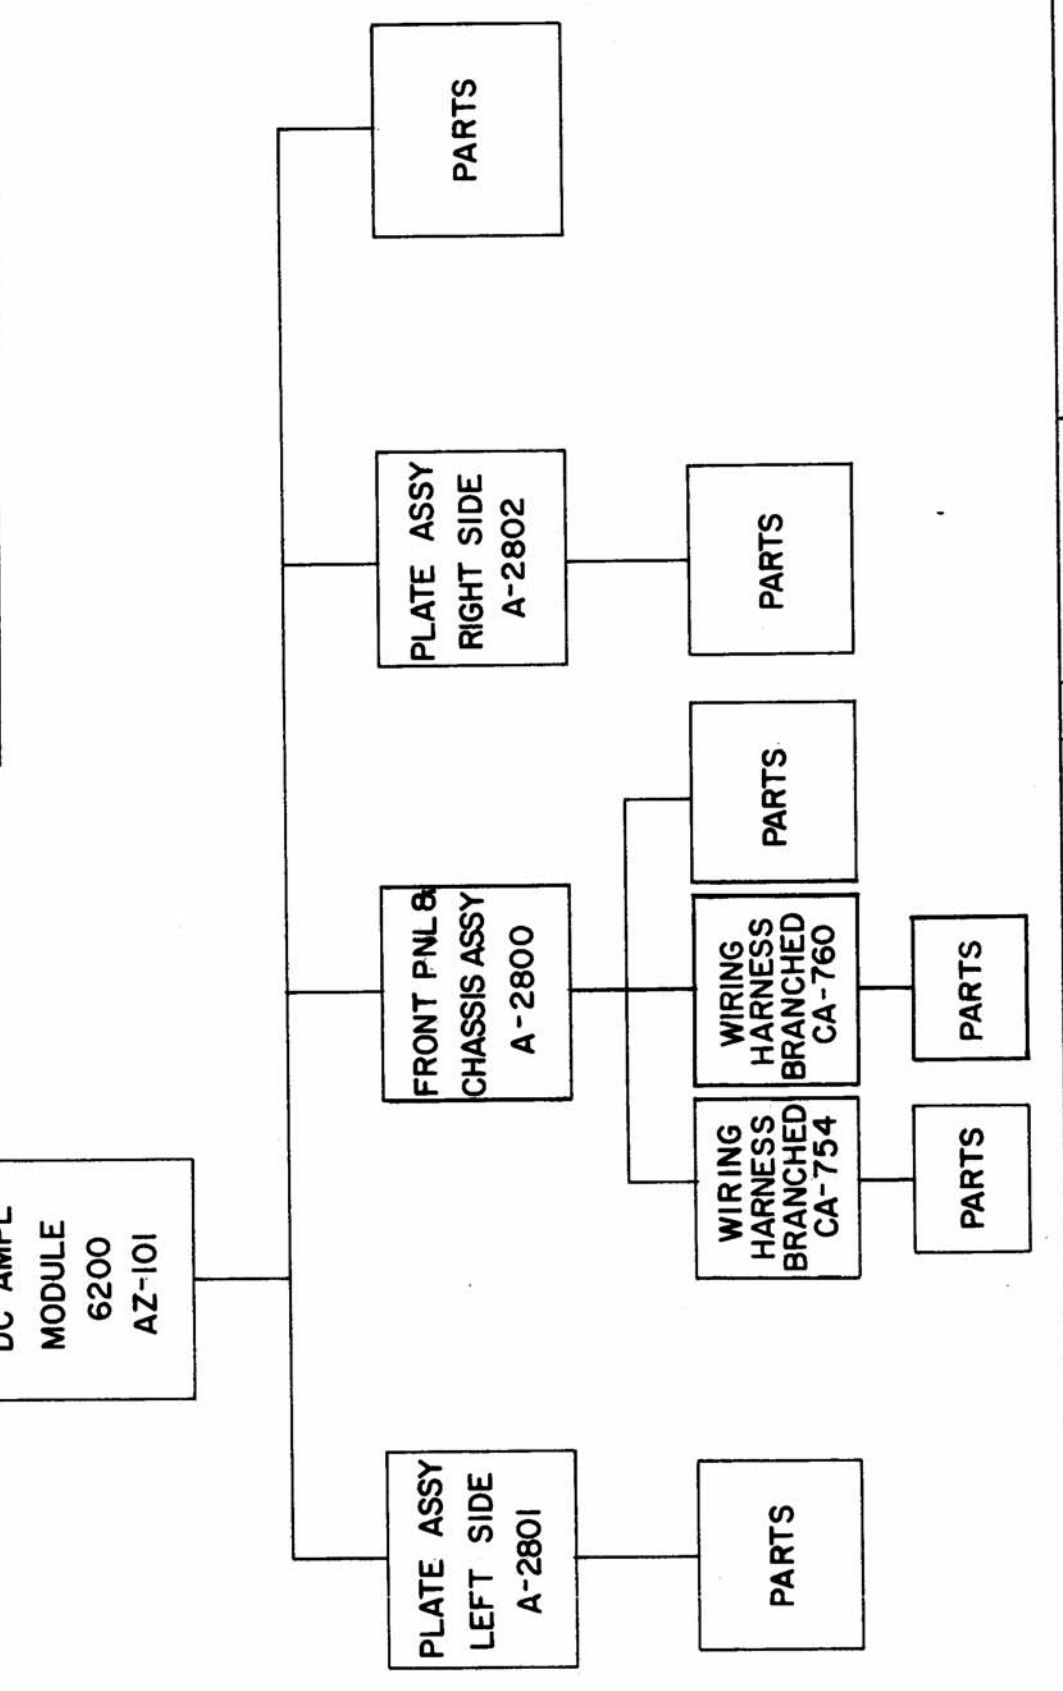 DC AMPL
MODULE
6200
AZ-101
PLATE ASSY
LEFT SIDE
A-2801
FRONT PNL &
CHASSIS ASSY
A-2800
PLATE ASSY
RIGHT SIDE
A-2802
PARTS
PARTS
WIRING
HARNESS
BRANCHED
CA-754
WIRING
HARNESS
BRANCHED
CA-760
PARTS
PARTS
PARTS
PARTS